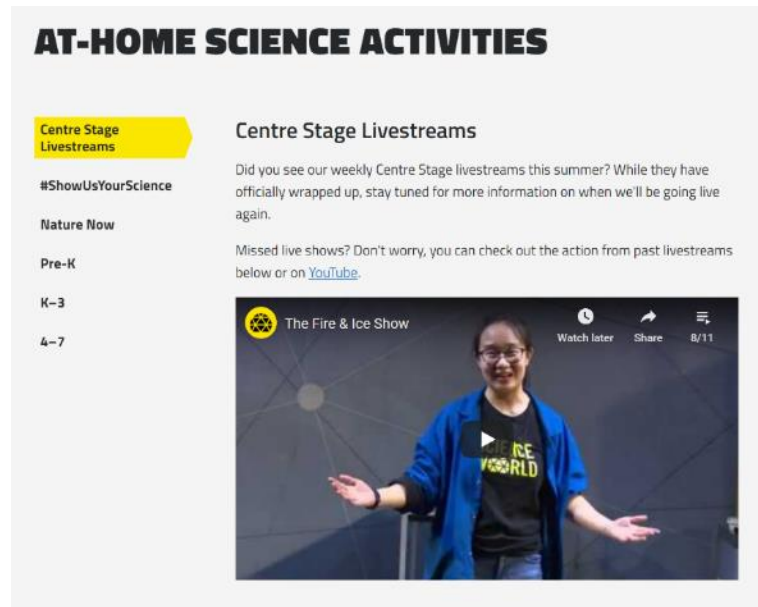 AT-HOME SCIENCE ACTIVITIES
Centre Stage
Livestreams
#ShowUsYourScience
Nature Now
Pre-K
K–3
4–7
Centre Stage Livestreams
Did you see our weekly Centre Stage livestreams this summer? While they have
officially wrapped up, stay tuned for more information on when we'll be going live
again.
Missed live shows? Don't worry, you can check out the action from past livestreams
below or on YouTube.
The Fire & Ice Show
Watch later
Share
8/11
WORLD